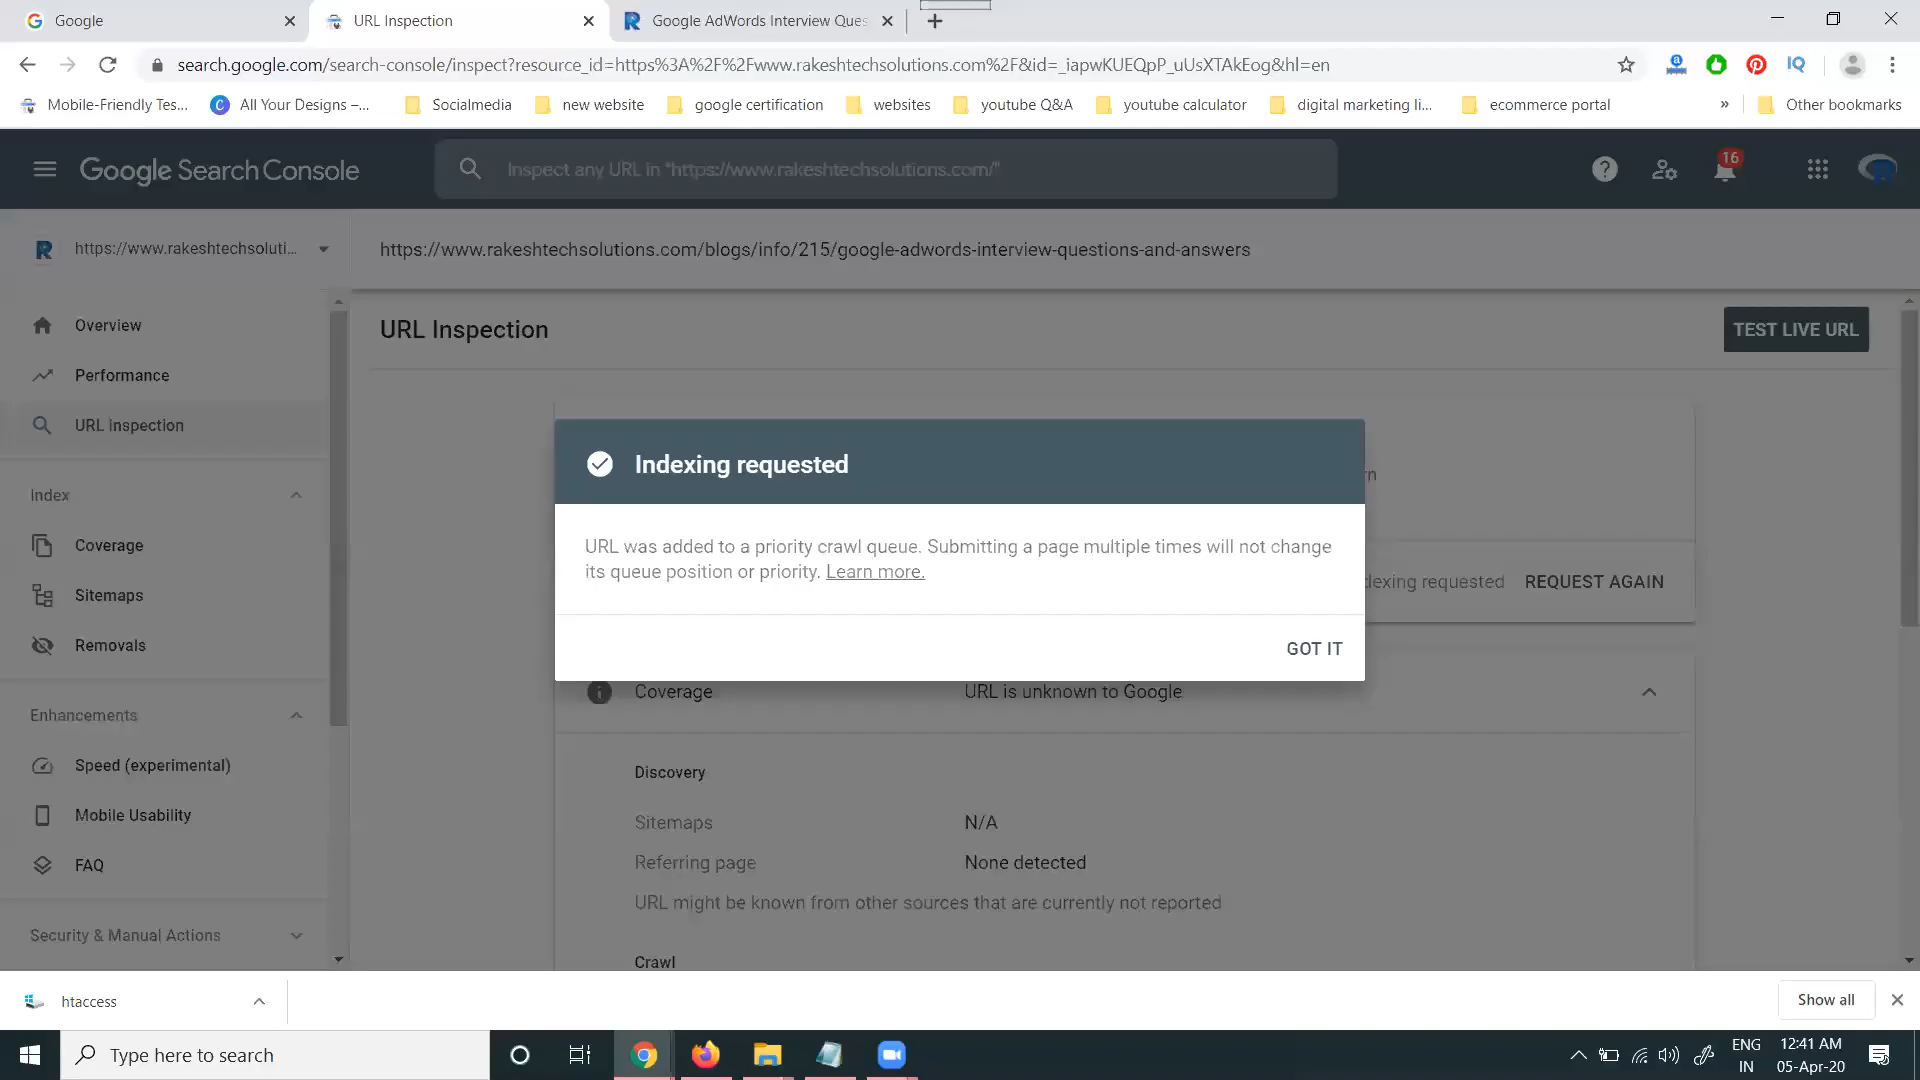 Google
URL Inspection
Google AdWords Interview Ques
search.google.com/search-console/inspect?resource_id=https%3A%2F%2Fwww.rakeshtechsolutions.com%2F&id=_iapwKUEQpP_uUsXTAkEog&hl=en
Mobile-Friendly Tes...
All Your Designs –...
Socialmedia
new website
google certification
websites
youtube Q&A
youtube calculator
digital marketing li...
ecommerce portal
»
Other bookmarks
Google Search Console
Inspect any URL in "https://www.rakeshtechsolutions.com/"
16
https://www.rakeshtechsoluti...
https://www.rakeshtechsolutions.com/blogs/info/215/google-adwords-interview-questions-and-answers
Overview
Performance
URL Inspection
Index
Coverage
Sitemaps
Removals
Enhancements
Speed (experimental)
Mobile Usability
FAQ
Security & Manual Actions
URL Inspection
TEST LIVE URL
Indexing requested
URL was added to a priority crawl queue. Submitting a page multiple times will not change
its queue position or priority. Learn more.
GOT IT
dexing requested
REQUEST AGAIN
Coverage
URL is unknown to Google
Discovery
Sitemaps
N/A
Referring page
None detected
URL might be known from other sources that are currently not reported
Crawl
htaccess
Show all
Type here to search
ENG
IN
12:41 AM
05-Apr-20